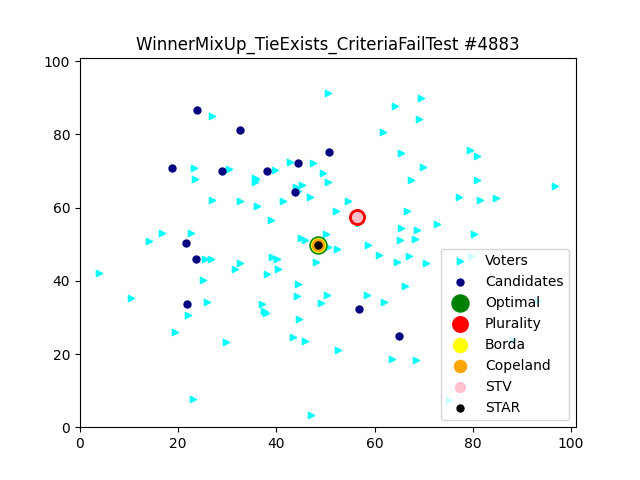 WinnerMixUp_TieExists_CriteriaFailTest #4883
100
80
60
40
20
0
0 20 40 60 80 100
Voters
Candidates
Optimal
Plurality
Borda
Copeland
STV
STAR